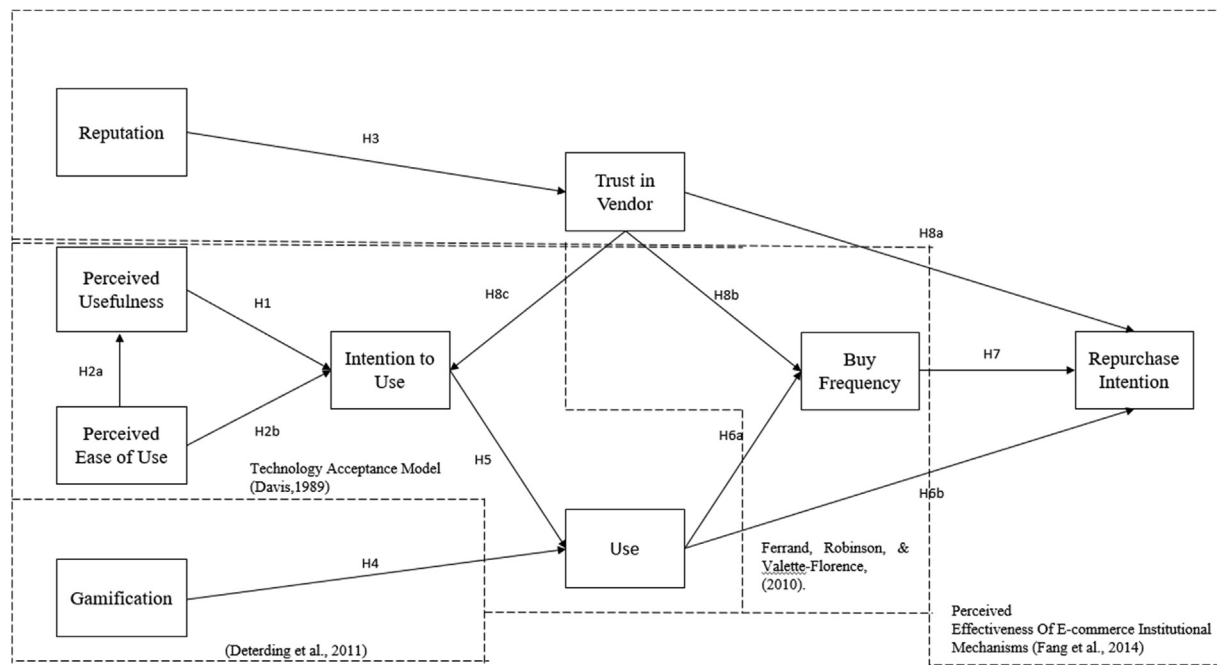 Reputation
H3
Trust in
Vendor
H8a
Perceived
Usefulness
H1
H8c
H8b
H2a
Intention to
Use
Buy
Frequency
H7
Repurchase
Intention
Perceived
Ease of Use
H2b
H5
H6a
Technology Acceptance Model
(Davis,1989)
H6b
Use
Ferrand, Robinson, &
Valette-Florence,
(2010).
H4
Gamification
(Deterding et al., 2011)
Perceived
Effectiveness Of E-commerce Institutional
Mechanisms (Fang et al., 2014)